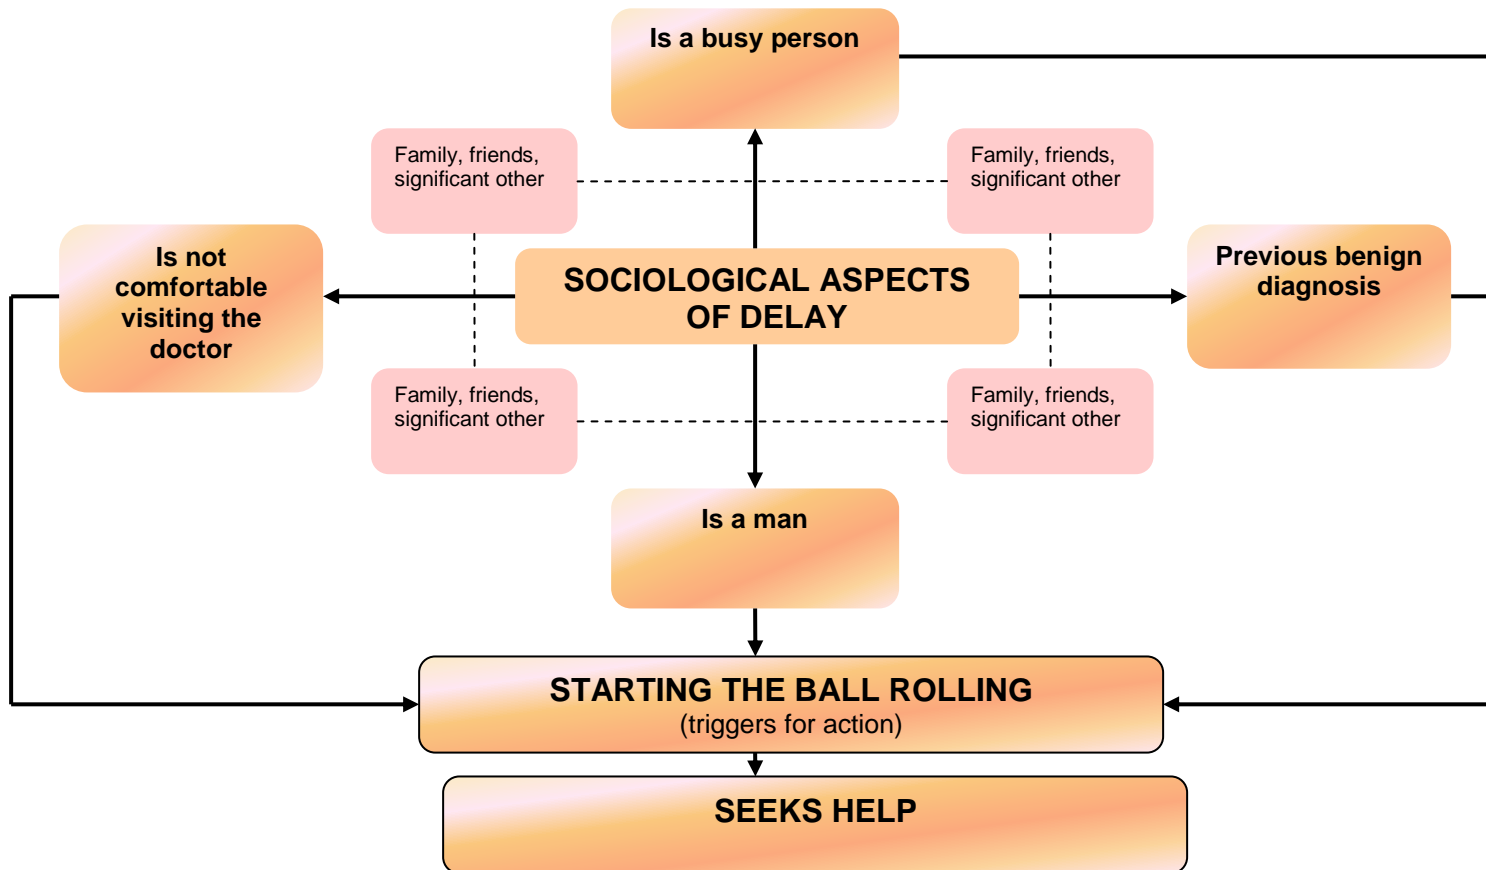 Is a busy person
Family, friends,
significant other
Family, friends,
significant other
Is not
comfortable
visiting the
doctor
SOCIOLOGICAL ASPECTS
OF DELAY
Previous benign
diagnosis
Family, friends,
significant other
Family, friends,
significant other
Is a man
STARTING THE BALL ROLLING
(triggers for action)
SEEKS HELP